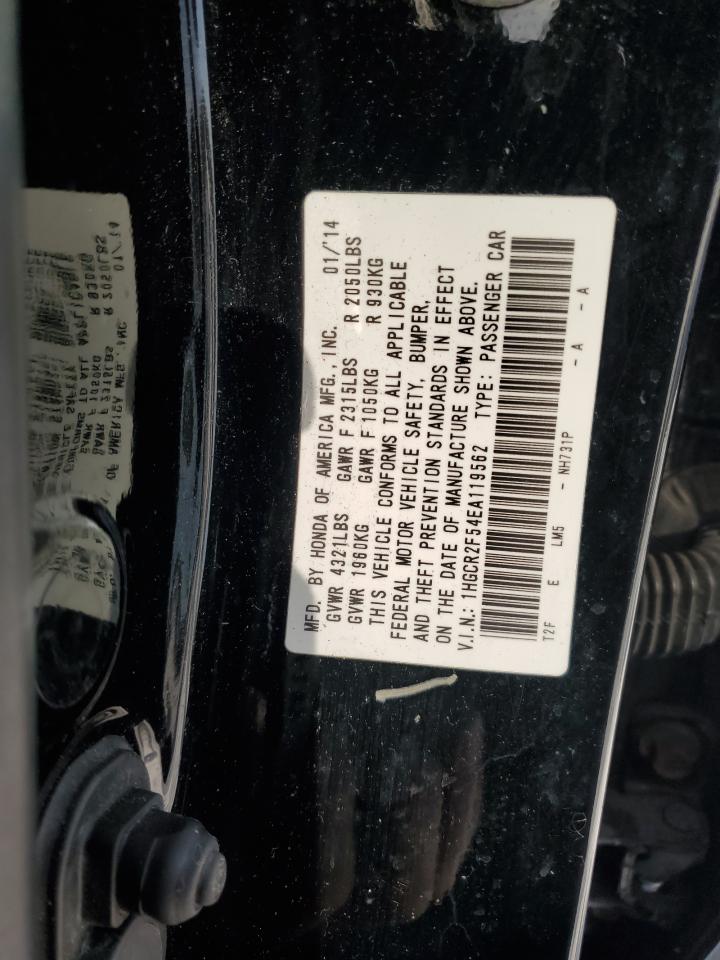 MFD. BY HONDA OF AMERICA MFG., INC. 01/'14
GVWR 4321LBS GAWR F 2315LBS R 2050LBS
GVWR 1960KG GAWR F 1050KG R 930KG
THIS VEHICLE CONFORMS TO ALL APPLICABLE
FEDERAL MOTOR VEHICLE SAFETY, BUMPER,
AND THEFT PREVENTION STANDARDS IN EFFECT
ON THE DATE OF MANUFACTURE SHOWN ABOVE.
V.I.N.: 1HGCR2F54EA119562 TYPE: PASSENGER CAR
T2F E LM5 - NH731P - A - A